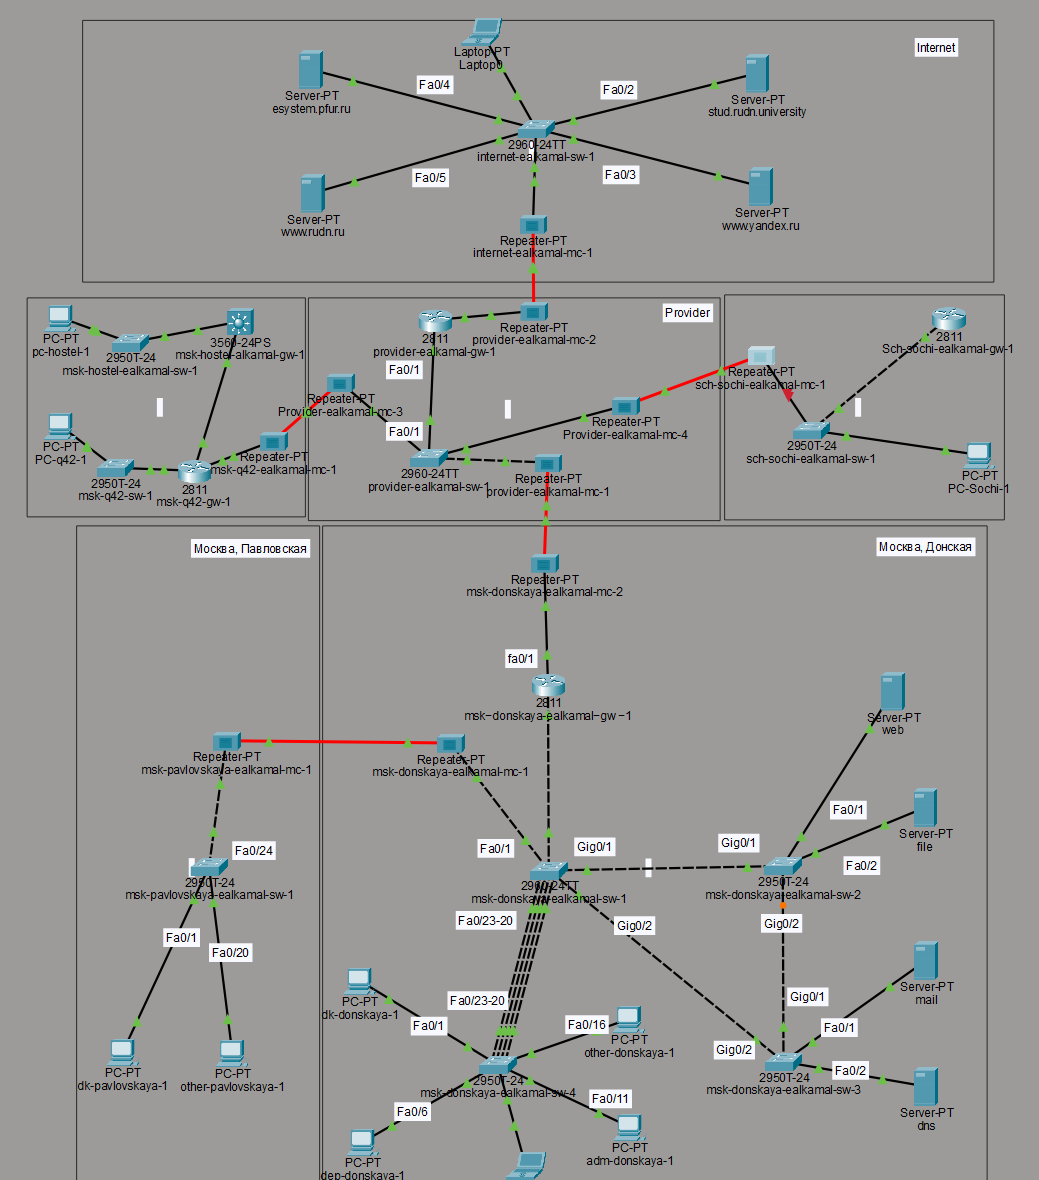 Internet
Laptop-PT
Laptop0
Server-PT
esystem.pfur.ru
Fa0/4
Fa0/2
Server-PT
stud.rudn.university
2960-24TT
internet-ealkamal-sw-1
Fa0/5
Fa0/3
Server-PT
www.rudn.ru
Server-PT
www.yandex.ru
Repeater-PT
internet-ealkamal-mc-1
Provider
PC-PT
pc-hostel-1
2950T-24
msk-hostel-ealkamal-sw-1
3560-24PS
msk-hostel-ealkamal-gw-1
2811
provider-ealkamal-gw-1
Repeater-PT
provider-ealkamal-mc-2
2811
Sch-sochi-ealkamal-gw-1
Fa0/1
Repeater-PT
Provider-ealkamal-mc-3
Repeater-PT
sch-sochi-ealkamal-mc-1
Fa0/1
Repeater-PT
Provider-ealkamal-mc-4
PC-PT
PC-q42-1
Repeater-PT
msk-q42-ealkamal-mc-1
2950T-24
msk-q42-sw-1
2811
msk-q42-gw-1
2960-24TT
provider-ealkamal-sw-1
Repeater-PT
provider-ealkamal-mc-1
2950T-24
sch-sochi-ealkamal-sw-1
PC-PT
PC-Sochi-1
Москва, Павловская
Москва, Донская
Repeater-PT
msk-donskaya-ealkamal-mc-2
fa0/1
2811
msk-donskaya-ealkamal-gw-1
Server-PT
web
Repeater-PT
msk-pavlovskaya-ealkamal-mc-1
Repeater-PT
msk-donskaya-ealkamal-mc-1
Fa0/1
Server-PT
file
Fa0/24
Fa0/1
Gig0/1
Gig0/1
Fa0/2
2950T-24
msk-pavlovskaya-ealkamal-sw-1
2960-24TT
msk-donskaya-ealkamal-sw-1
2950T-24
msk-donskaya-ealkamal-sw-2
Fa0/23-20
Gig0/2
Gig0/2
Fa0/1
Fa0/20
Server-PT
mail
PC-PT
dk-donskaya-1
Fa0/23-20
Gig0/1
Fa0/1
Fa0/16
Fa0/1
PC-PT
other-donskaya-1
Gig0/2
PC-PT
dk-pavlovskaya-1
PC-PT
other-pavlovskaya-1
2950T-24
msk-donskaya-ealkamal-sw-4
2950T-24
msk-donskaya-ealkamal-sw-3
Fa0/2
Fa0/6
Fa0/11
Server-PT
dns
PC-PT
dep-donskaya-1
PC-PT
adm-donskaya-1